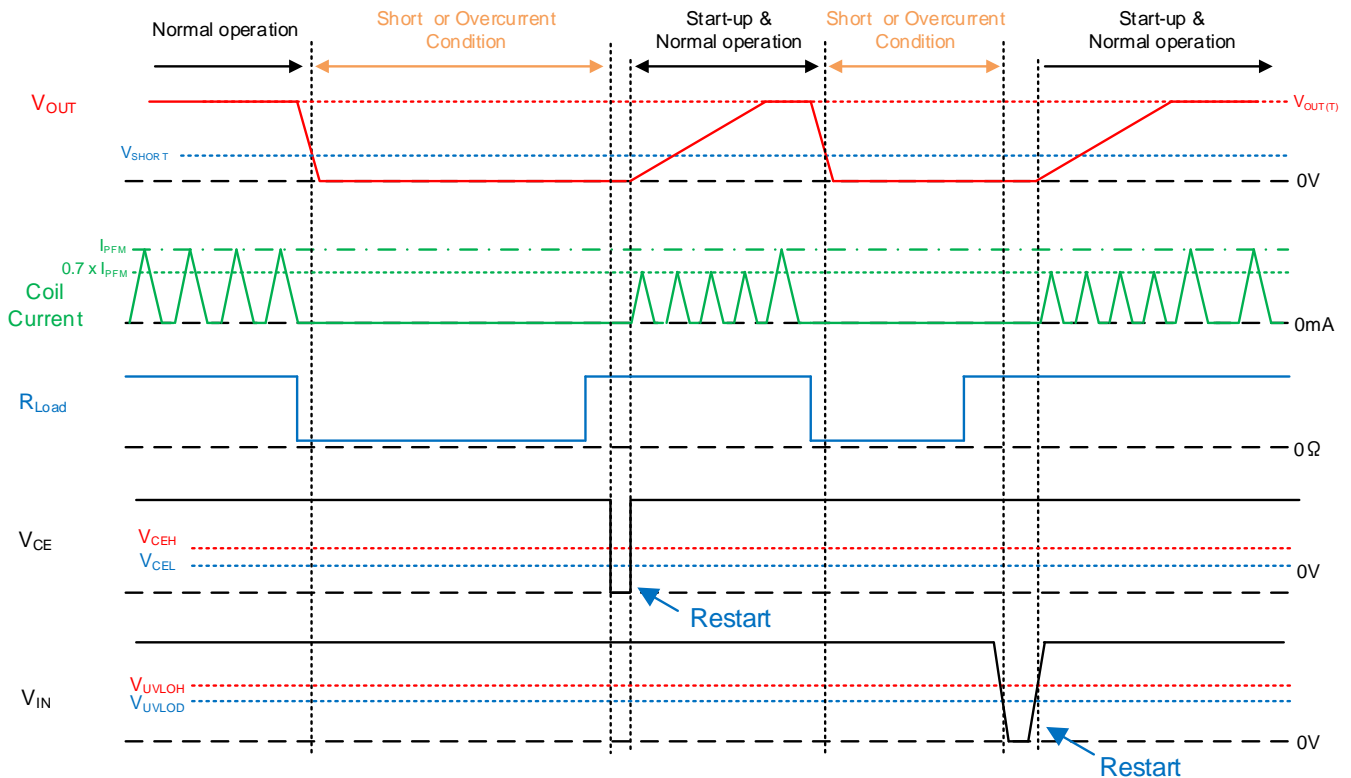 Normal operation
Short or Overcurrent
Condition
Start-up &
Normal operation
Short or Overcurrent
Condition
Start-up &
Normal operation
VOUT
VOUT(T)
VSHORT
0V
IPFM
0.7 x IPFM
Coil
Current
0mA
RLoad
0 Ω
VCE
VCEH
VCEL
0V
Restart
VIN
VUVLOH
VUVLOD
0V
Restart